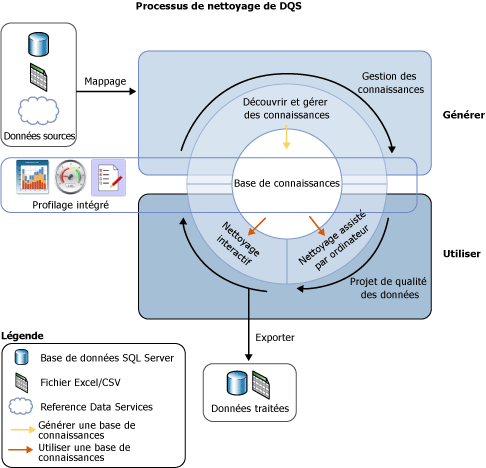 Processus de nettoyage de DQS
Données sources
Mappage
Gestion des
connaissances
Découvrir et gérer
des connaissances
Générer
Profilage intégré
Base de connaissances
Nettoyage
interactif
Nettoyage assisté
par ordinateur
Utiliser
Projet de qualité
des données
Exporter
Données traitées
Légende
Base de données SQL Server
Fichier Excel/CSV
Reference Data Services
Générer une base de
connaissances
Utiliser une base de
connaissances